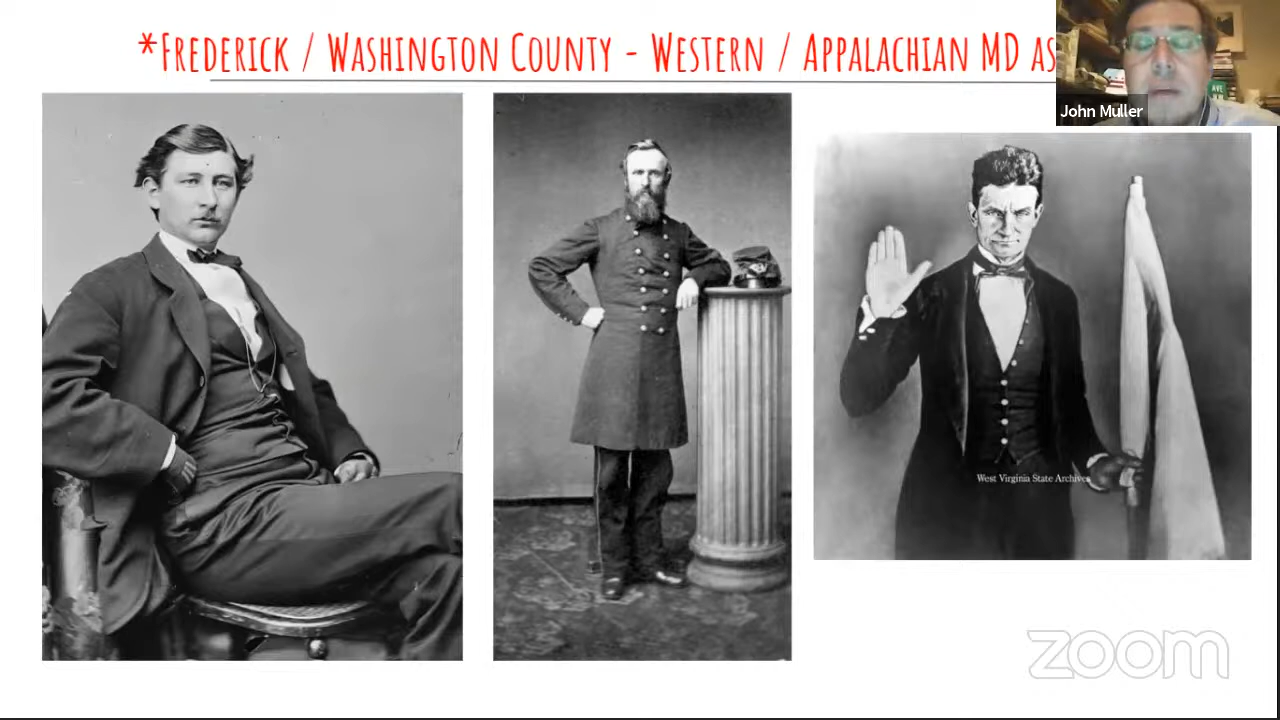 *FREDERICK / WASHINGTON COUNTY - WESTERN / APPALACHIAN MD AS
John Muller
West Virginia State Archives
zoom